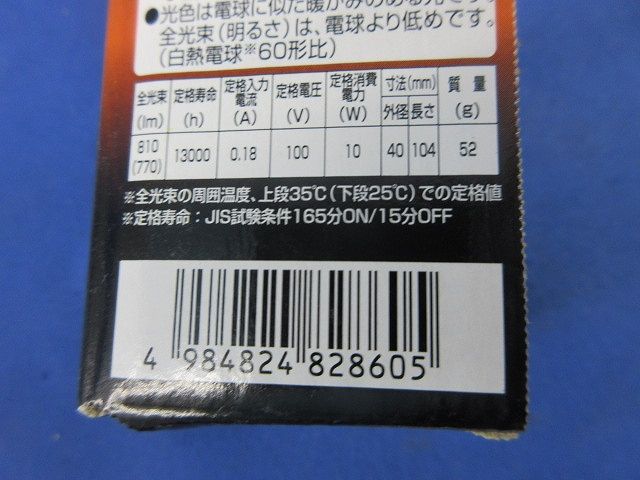 ●光色は電球に似た暖かみのある光です。
全光束(明るさ)は、電球より低めです。
(白熱電球※60形比)
全光束 定格寿命 定格入力電流 定格電圧 定格消費電力 寸法(mm) 質量
(lm) (h) (A) (V) (W) 外径 長さ (g)
810 13000 0.18 100 10 40 104 52
(770)
※全光束の周囲温度、上段35℃(下段25℃)での定格値
※定格寿命：JIS試験条件165分ON/15分OFF
4 984824 828605